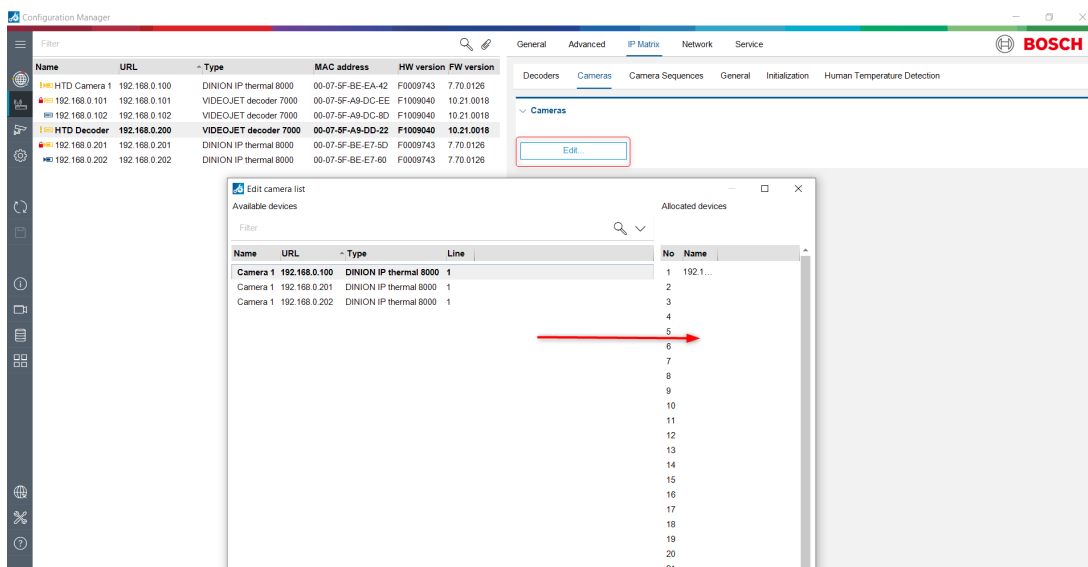 Configuration Manager
Filter
General Advanced IP Matrix Network Service
BOSCH
Name URL Type MAC address HW version FW version
HTD Camera 1 192.168.0.100 DINION IP thermal 8000 00-07-5F-BE-EA-42 F0009743 7.70.0126
192.168.0.101 192.168.0.101 VIDEOJET decoder 7000 00-07-5F-A9-DC-EE F1009040 10.21.0018
192.168.0.102 192.168.0.102 VIDEOJET decoder 7000 00-07-5F-A9-DC-8D F1009040 10.21.0018
HTD Decoder 192.168.0.200 VIDEOJET decoder 7000 00-07-5F-A9-DD-22 F1009040 10.21.0018
192.168.0.201 192.168.0.201 DINION IP thermal 8000 00-07-5F-BE-E7-5D F0009743 7.70.0126
192.168.0.202 192.168.0.202 DINION IP thermal 8000 00-07-5F-BE-E7-60 F0009743 7.70.0126
Decoders Cameras Camera Sequences General Initialization Human Temperature Detection
Cameras
Edit...
Edit camera list
Available devices
Filter
Name URL Type Line
Camera 1 192.168.0.100 DINION IP thermal 8000 1
Camera 1 192.168.0.201 DINION IP thermal 8000 1
Camera 1 192.168.0.202 DINION IP thermal 8000 1
Allocated devices
No Name
1 192.1...
2
3
4
5
6
7
8
9
10
11
12
13
14
15
16
17
18
19
20